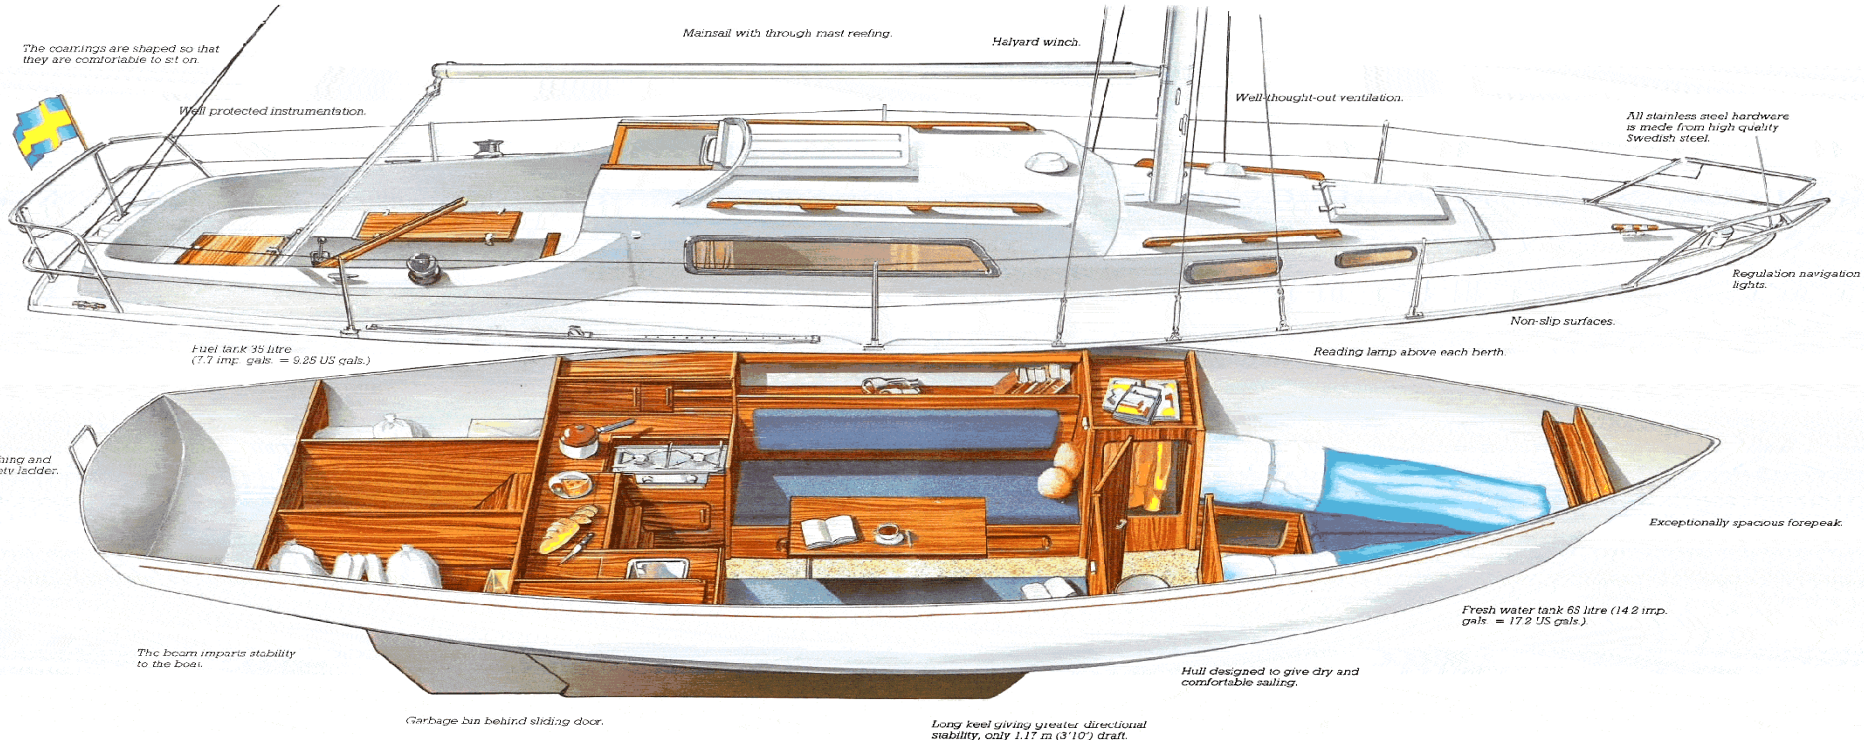 Mainsail with through mast reefing.
Halyard winch.
The coamings are shaped so that
they are comfortable to sit on.
Well protected instrumentation.
Well-thought-out ventilation.
All stainless steel hardware
is made from high quality
Swedish steel.
Regulation navigation
lights.
Non-slip surfaces.
Fuel tank 35 litre
(7.7 imp. gals. = 9.25 US gals.)
Reading lamp above each berth.
hing and
ety ladder.
Exceptionally spacious forepeak.
Fresh water tank 65 litre (14.2 imp.
gals. = 17.2 US gals.).
The beam imparts stability
to the boat.
Hull designed to give dry and
comfortable sailing.
Garbage bin behind sliding door.
Long keel giving greater directional
stability, only 1.17 m (3'10") draft.